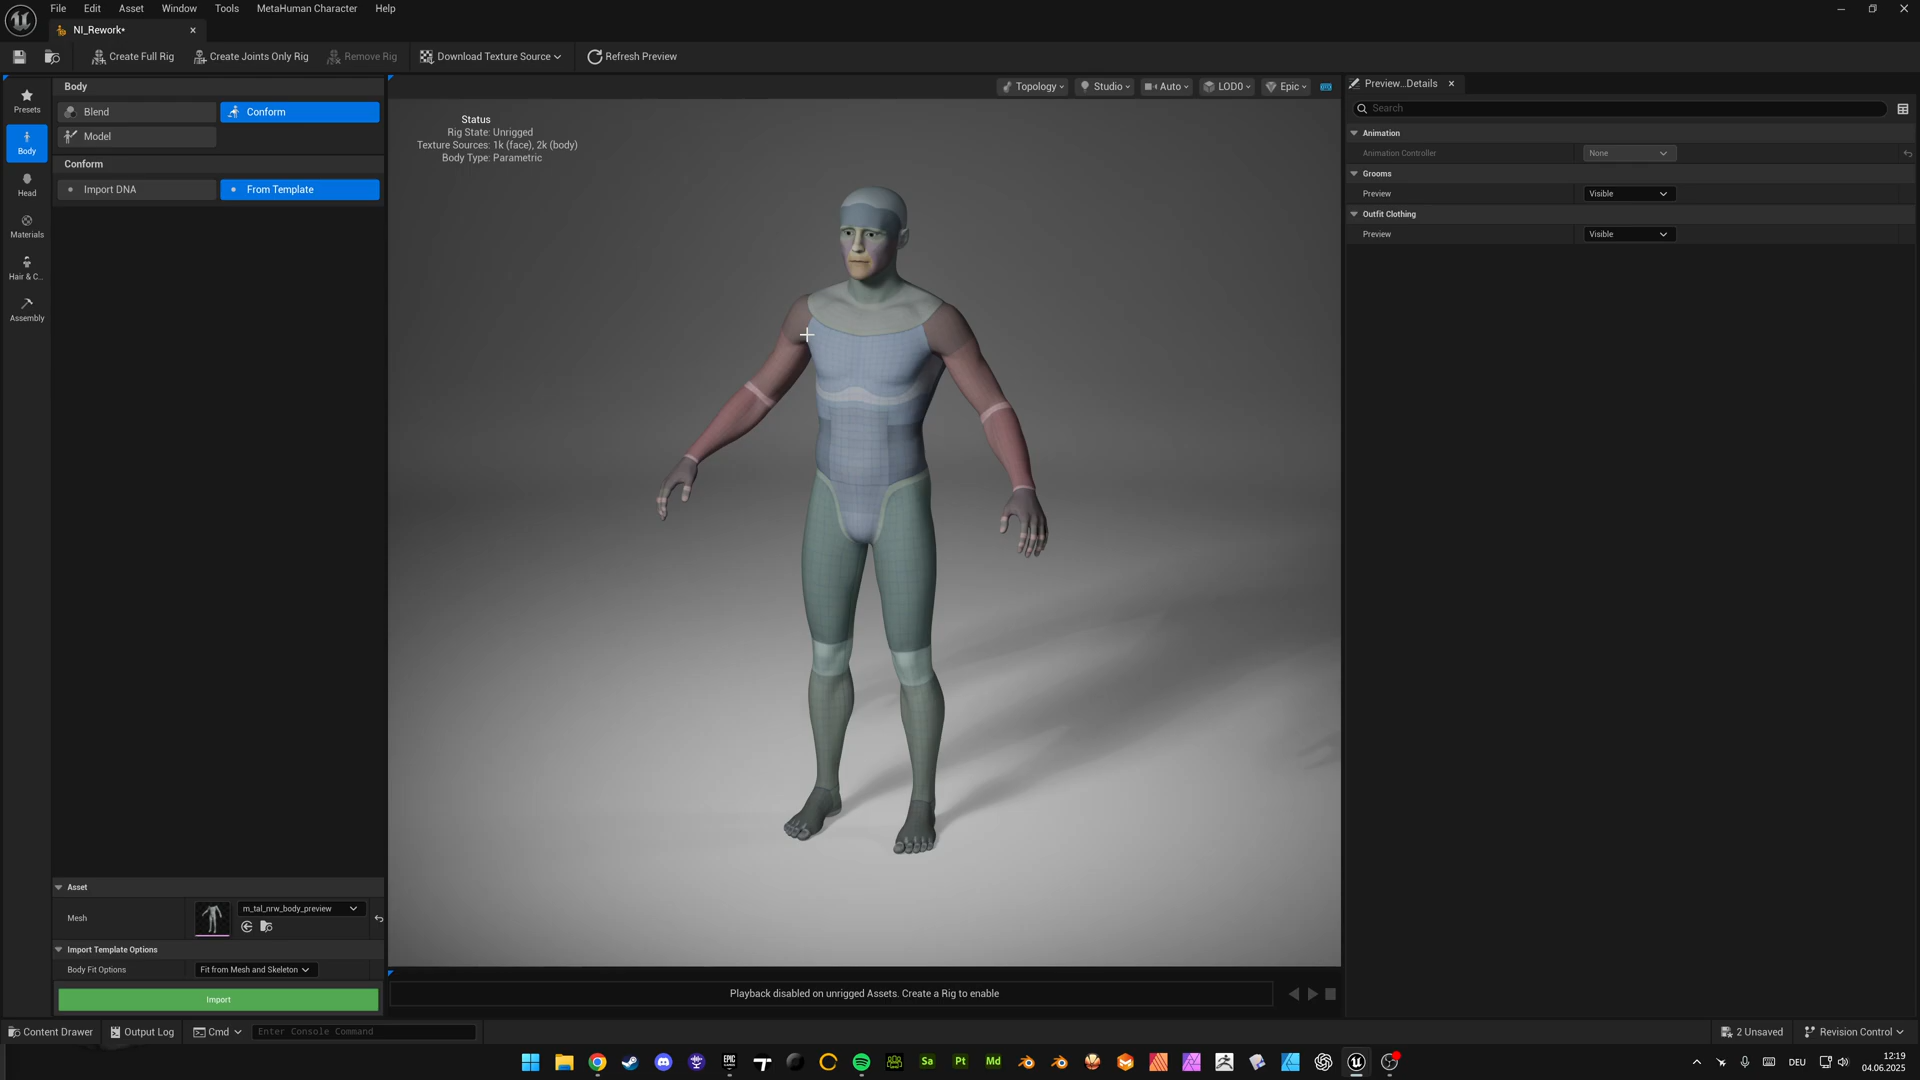 File Edit Asset Window Tools MetaHuman Character Help
NI_Rework•
Create Full Rig Create Joints Only Rig Remove Rig Download Texture Source Refresh Preview
Presets
Body
Head
Materials
Hair & C...
Assembly
Body
Blend Conform
Model
Conform
Import DNA From Template
Topology Studio Auto LOD0 Epic
Status
Rig State: Unrigged
Texture Sources: 1k (face), 2k (body)
Body Type: Parametric
Preview...Details
Search
Animation
Animation Controller None
Grooms
Preview Visible
Outfit Clothing
Preview Visible
Asset
Mesh m_tal_nrw_body_preview
Import Template Options
Body Fit Options Fit from Mesh and Skeleton
Import
Playback disabled on unrigged Assets. Create a Rig to enable
Content Drawer Output Log Cmd Enter Console Command 2 Unsaved Revision Control
EPIC Sa Pt Md DEU 12:19
04.06.2025